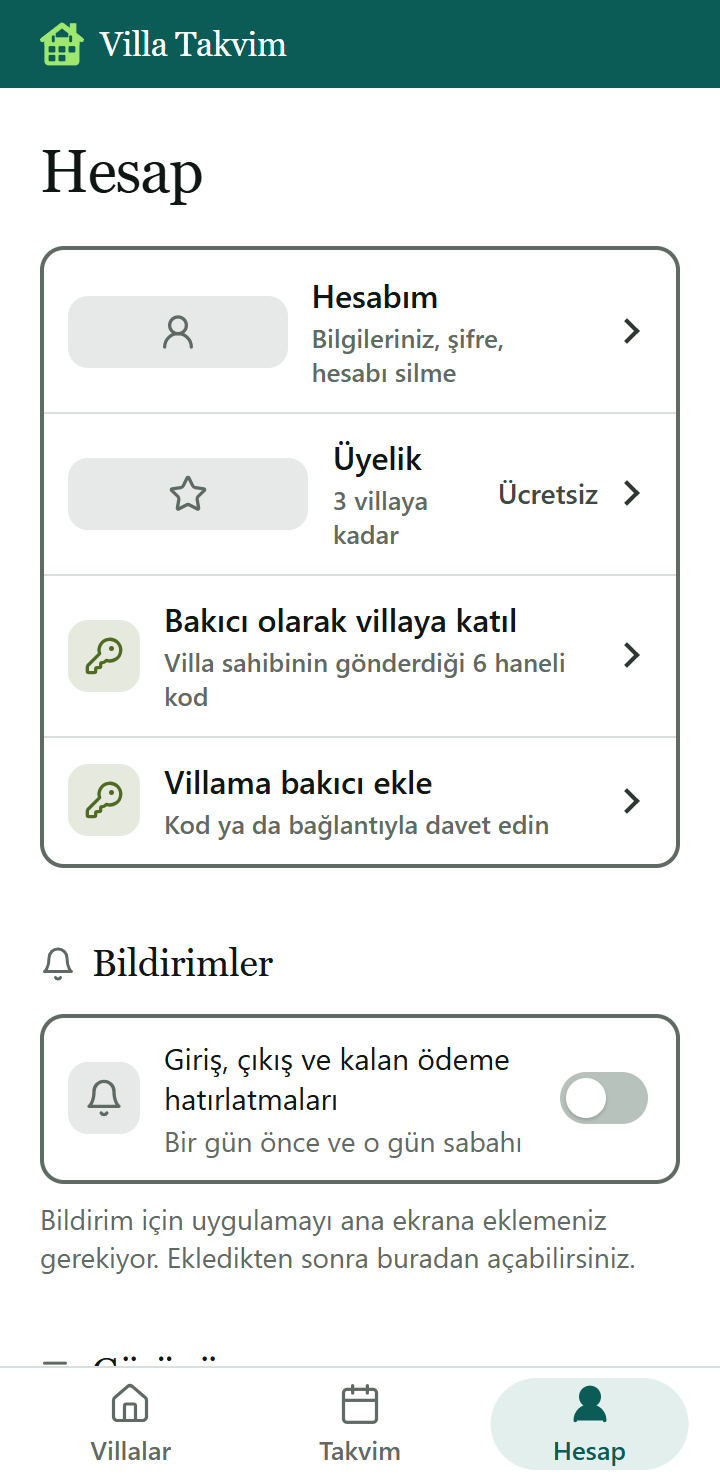 Villa Takvim
Hesap
Hesabım
Bilgileriniz, şifre,
hesabı silme
Üyelik
3 villaya
kadar
Ücretsiz
Bakıcı olarak villaya katıl
Villa sahibinin gönderdiği 6 haneli
kod
Villama bakıcı ekle
Kod ya da bağlantıyla davet edin
Bildirimler
Giriş, çıkış ve kalan ödeme
hatırlatmaları
Bir gün önce ve o gün sabahı
Bildirim için uygulamayı ana ekrana eklemeniz
gerekiyor. Ekledikten sonra buradan açabilirsiniz.
Villalar
Takvim
Hesap